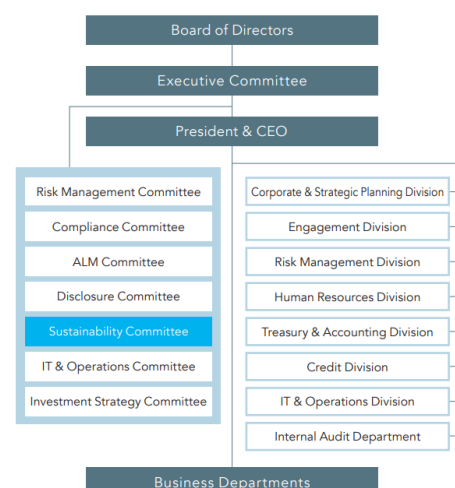 Board of Directors
Executive Committee
President & CEO
Risk Management Committee
Compliance Committee
ALM Committee
Disclosure Committee
Sustainability Committee
IT & Operations Committee
Investment Strategy Committee
Corporate & Strategic Planning Division
Engagement Division
Risk Management Division
Human Resources Division
Treasury & Accounting Division
Credit Division
IT & Operations Division
Internal Audit Department
Business Departments